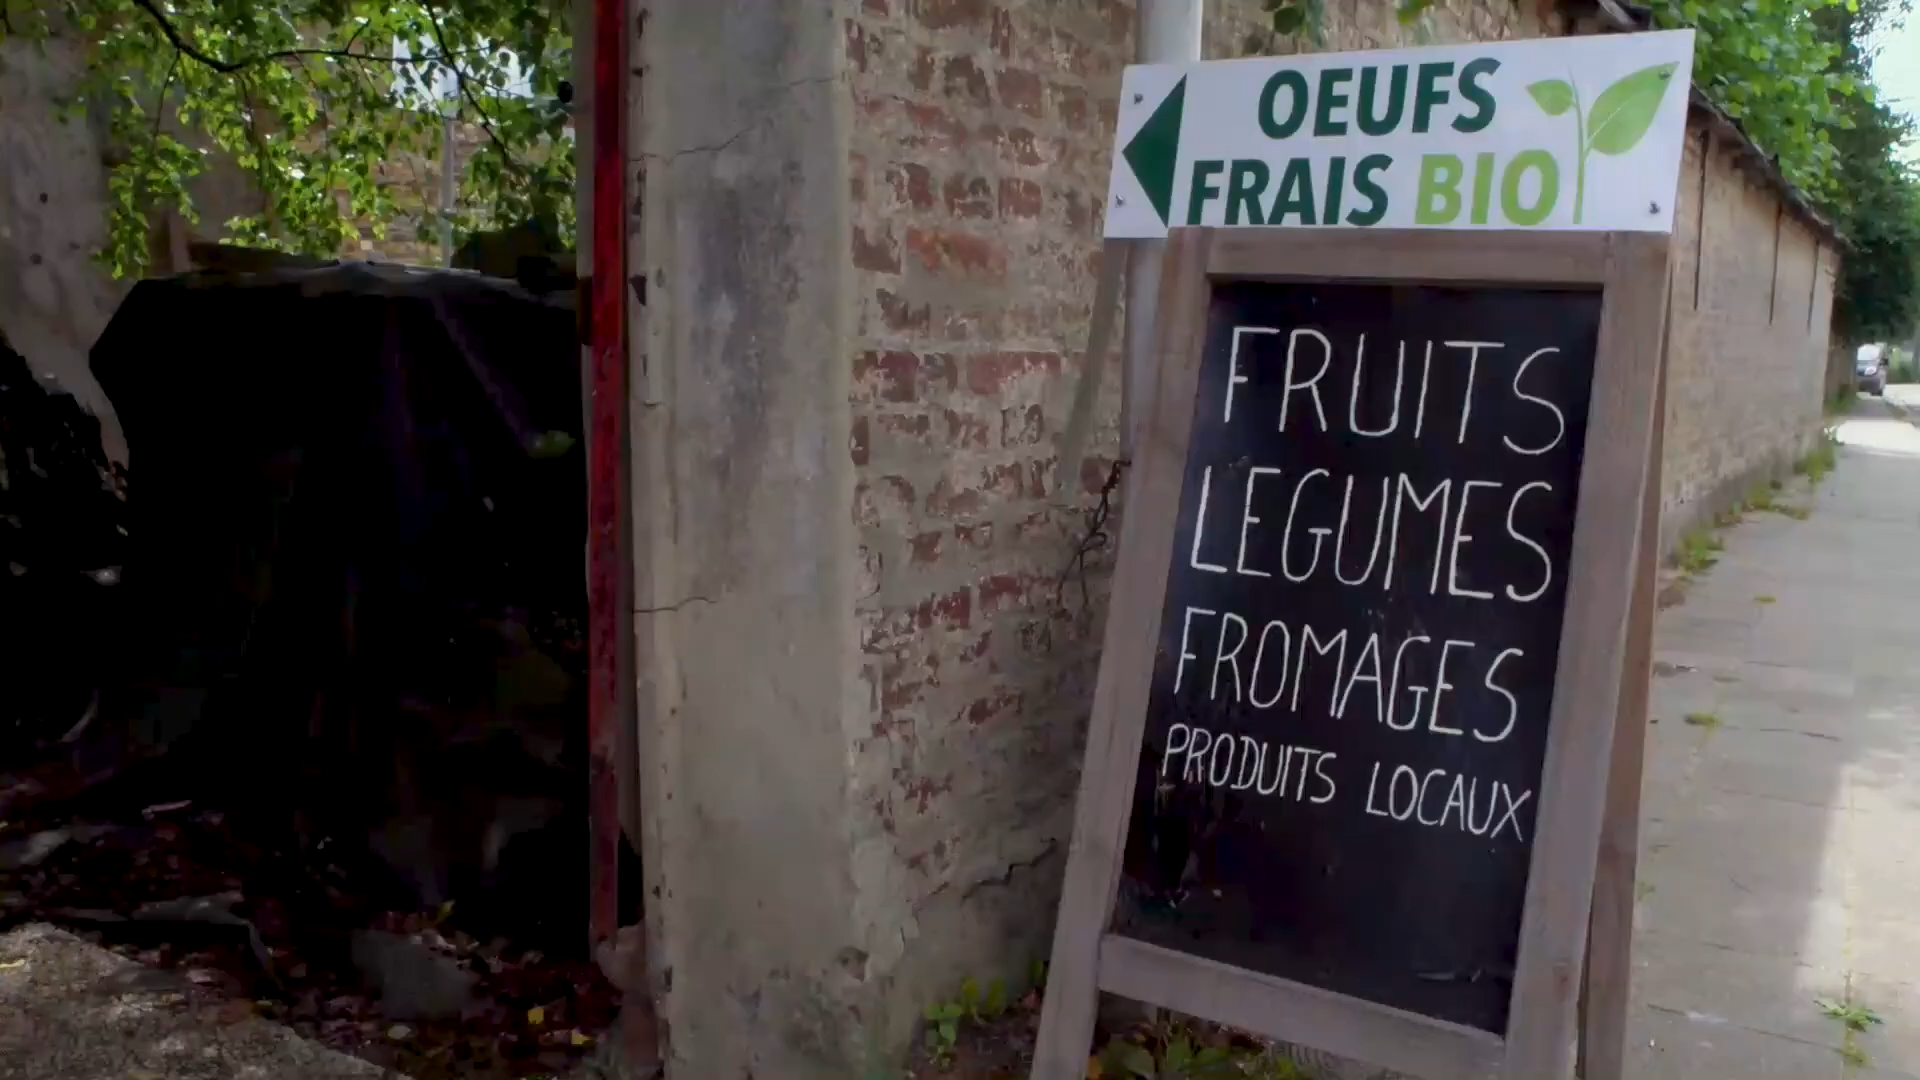 OEUFS
FRAIS BIO
FRUITS
LEGUMES
FROMAGES
PRODUITS LOCAUX